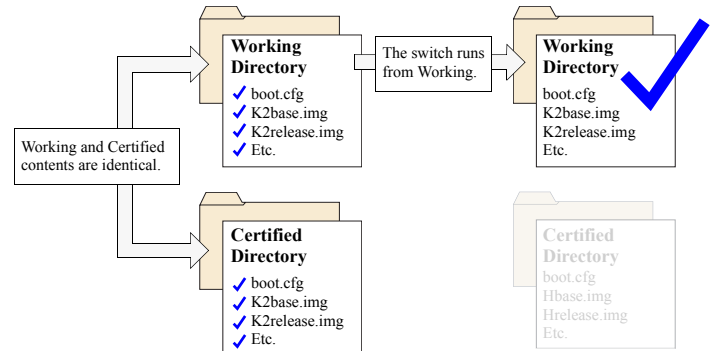 Working
Directory
boot.cfg
K2base.img
K2release.img
Etc.
The switch runs
from Working.
Working
Directory
boot.cfg
K2base.img
K2release.img
Etc.
Working and Certified
contents are identical.
Certified
Directory
boot.cfg
K2base.img
K2release.img
Etc.
Certified
Directory
boot.cfg
Hbase.img
Hrelease.img
Etc.